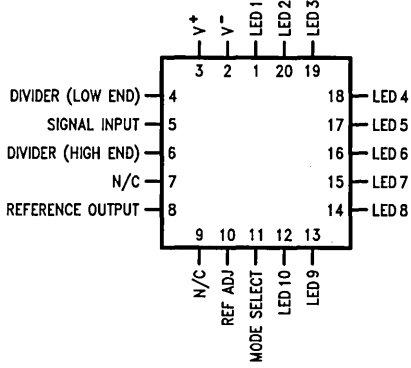 V+
V-
LED 1
LED 2
LED 3
3 2 1 20 19
DIVIDER (LOW END) 4
SIGNAL INPUT 5
DIVIDER (HIGH END) 6
N/C 7
REFERENCE OUTPUT 8
18 LED 4
17 LED 5
16 LED 6
15 LED 7
14 LED 8
9 10 11 12 13
N/C
REF ADJ
MODE SELECT
LED 10
LED 9